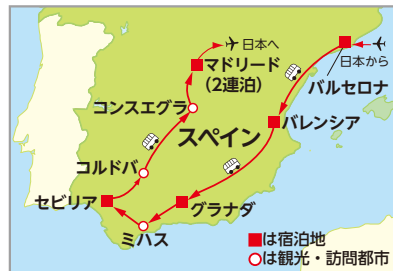 日本へ
日本から
マドリード
(2連泊)
バルセロナ
コンスエグラ
スペイン
バレンシア
コルドバ
セビリア
グラナダ
ミハス
■は宿泊地
○は観光・訪問都市